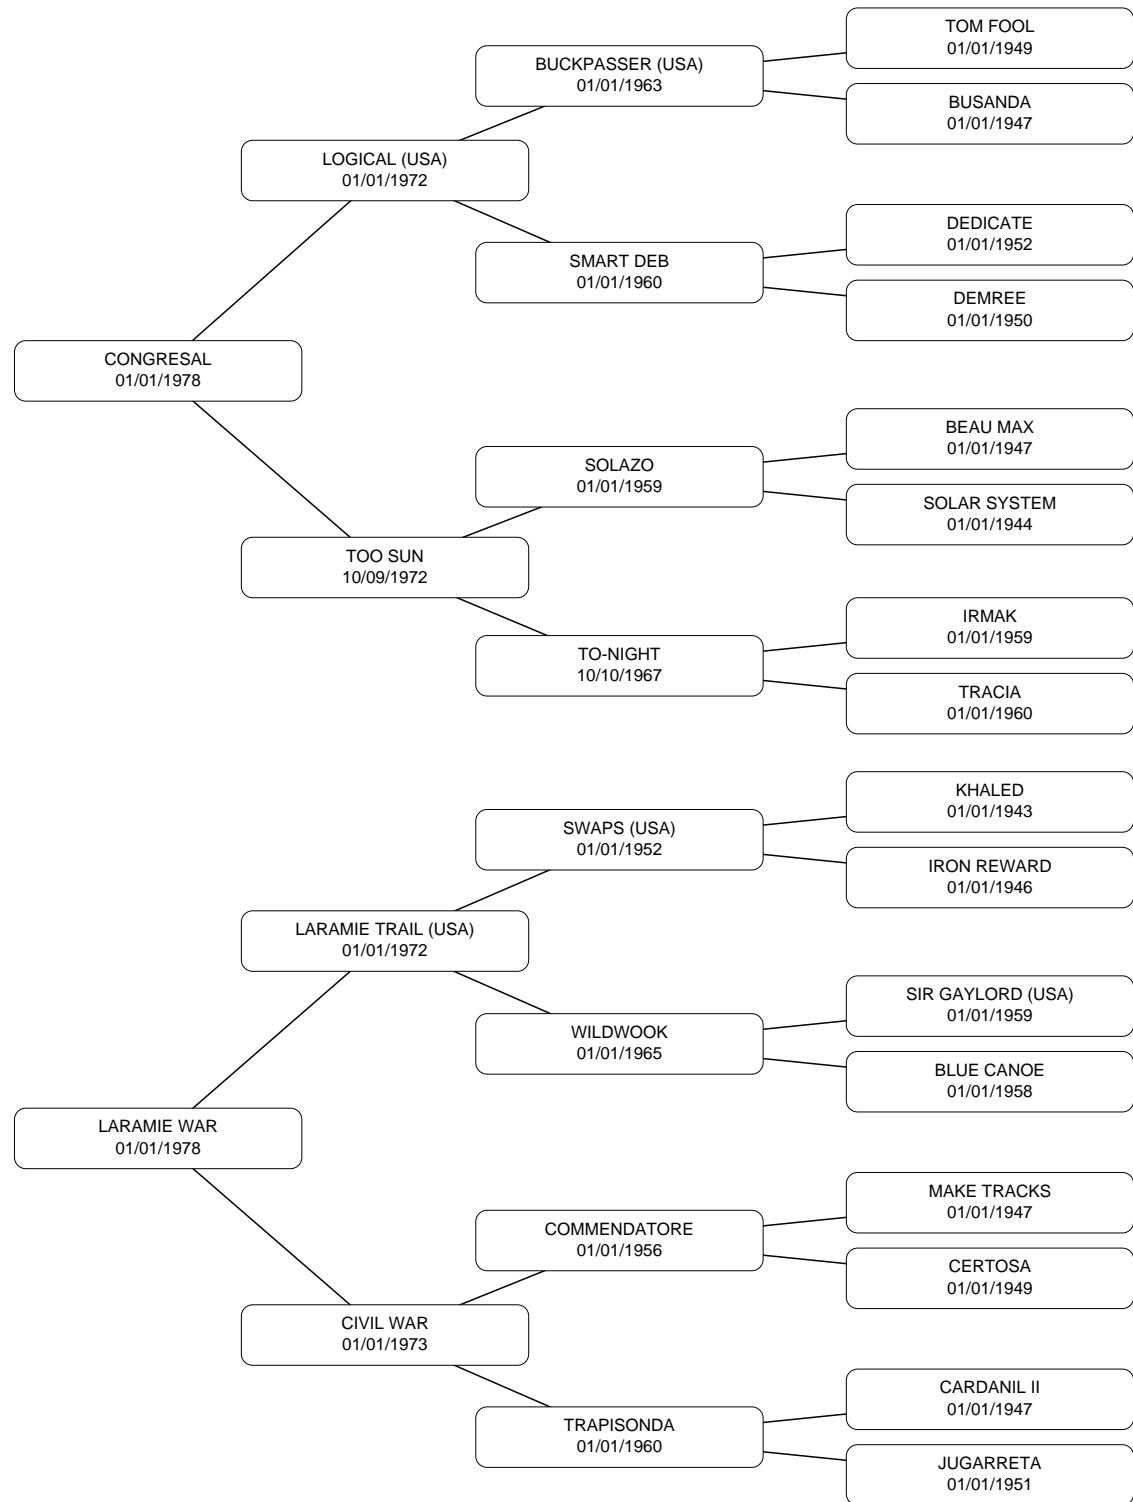 TOM FOOL
01/01/1949
BUCKPASSER (USA)
01/01/1963
BUSANDA
01/01/1947
LOGICAL (USA)
01/01/1972
DEDICATE
01/01/1952
SMART DEB
01/01/1960
DEMREE
01/01/1950
CONGRESAL
01/01/1978
BEAU MAX
01/01/1947
SOLAZO
01/01/1959
SOLAR SYSTEM
01/01/1944
TOO SUN
10/09/1972
IRMAK
01/01/1959
TO-NIGHT
10/10/1967
TRACIA
01/01/1960
KHALED
01/01/1943
SWAPS (USA)
01/01/1952
IRON REWARD
01/01/1946
LARAMIE TRAIL (USA)
01/01/1972
SIR GAYLORD (USA)
01/01/1959
WILDWOOK
01/01/1965
BLUE CANOE
01/01/1958
LARAMIE WAR
01/01/1978
MAKE TRACKS
01/01/1947
COMMENDATORE
01/01/1956
CERTOSA
01/01/1949
CIVIL WAR
01/01/1973
CARDANIL II
01/01/1947
TRAPISONDA
01/01/1960
JUGARRETA
01/01/1951